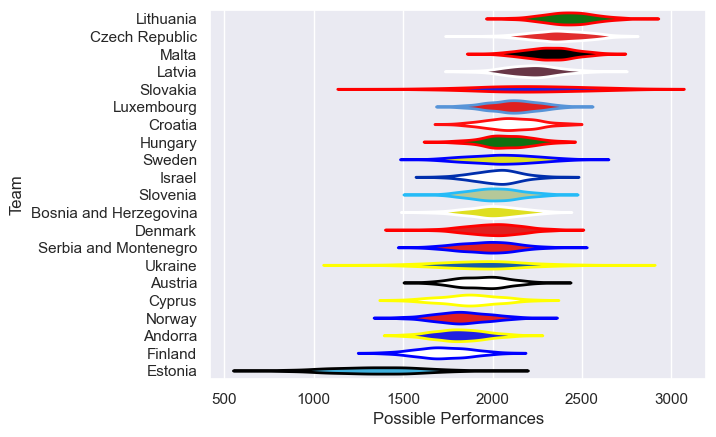 Lithuania
Czech Republic
Malta
Latvia
Slovakia
Luxembourg
Croatia
Hungary
Sweden
Israel
Slovenia
Bosnia and Herzegovina
Denmark
Serbia and Montenegro
Ukraine
Austria
Cyprus
Norway
Andorra
Finland
Estonia
Team
500 1000 1500 2000 2500 3000
Possible Performances